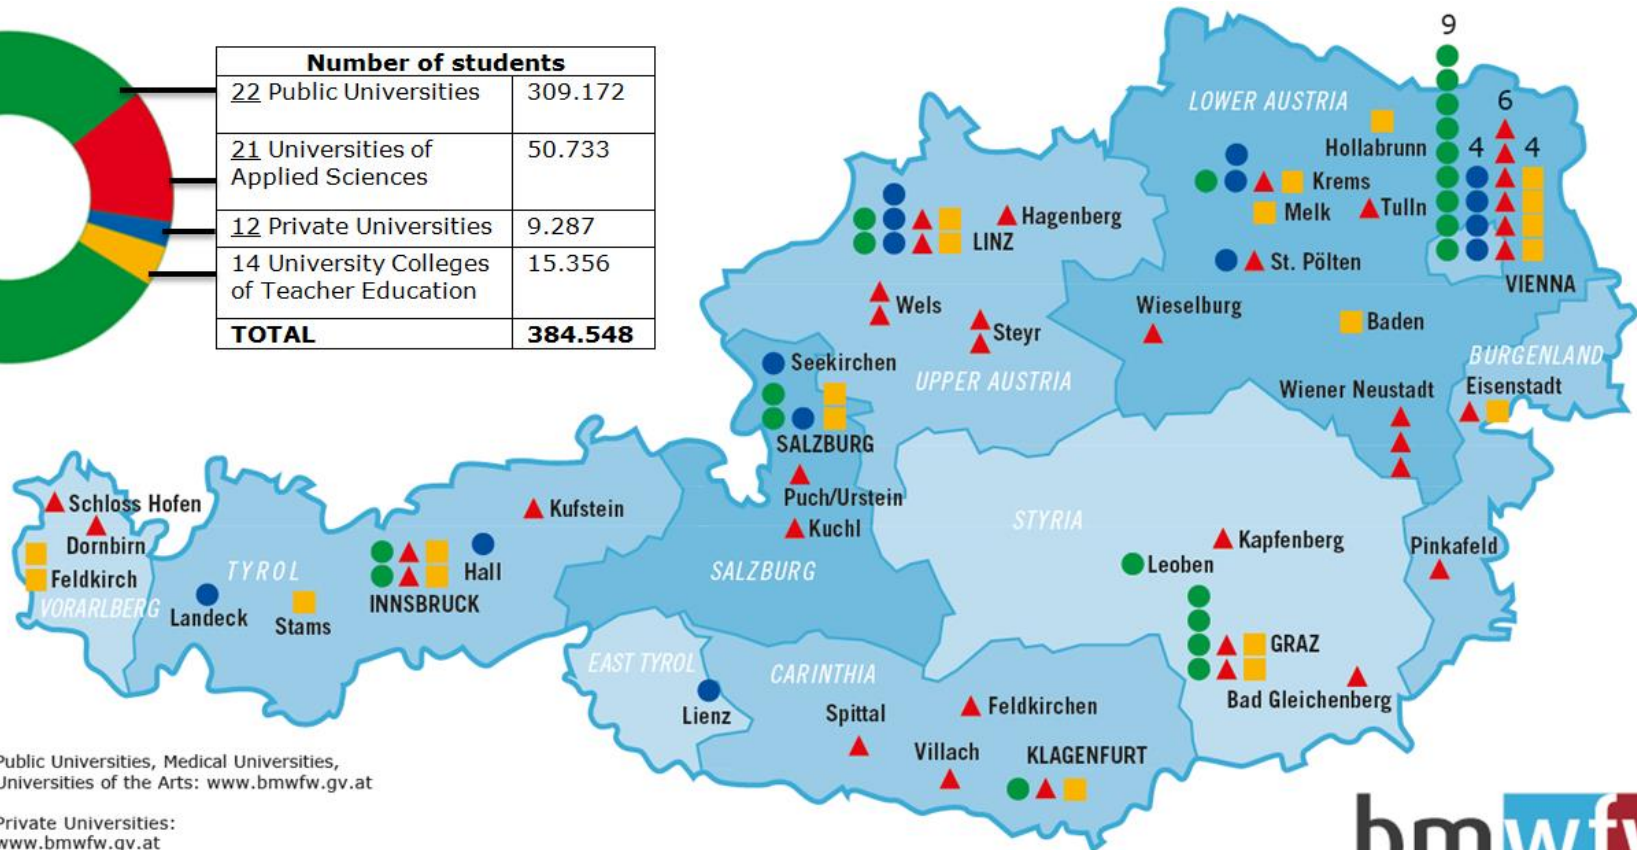 Number of students
22 Public Universities 309.172
21 Universities of
Applied Sciences 50.733
12 Private Universities 9.287
14 University Colleges
of Teacher Education 15.356
TOTAL 384.548
9
LOWER AUSTRIA
6
Hollabrunn
4
4
Krems
Melk
Tulln
Hagenberg
LINZ
St. Pölten
VIENNA
Wels
Wieselburg
Steyr
Baden
BURGENLAND
Seekirchen
UPPER AUSTRIA
Wiener Neustadt
Eisenstadt
SALZBURG
Puch/Urstein
Kuchl
Schloss Hofen
Kufstein
STYRIA
Dornbirn
Kapfenberg
Pinkafeld
Leoben
TYROL
Hall
SALZBURG
Feldkirch
VORARLBERG
INNSBRUCK
Landeck
Stams
GRAZ
EAST TYROL
CARINTHIA
Bad Gleichenberg
Lienz
Spittal
Feldkirchen
Villach
KLAGENFURT
Public Universities, Medical Universities,
Universities of the Arts: www.bmwfw.gv.at
Private Universities:
www.bmwfw.gv.at
bmwfw